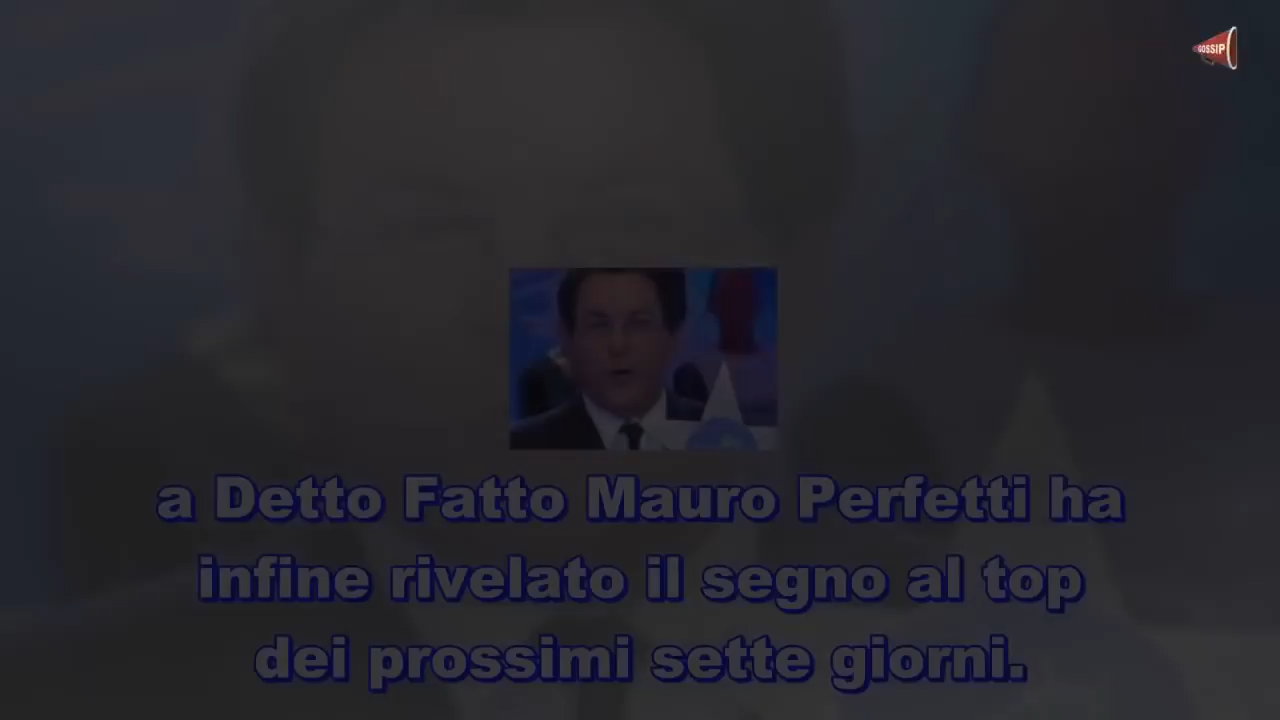 GOSSIP
a Detto Fatto Mauro Perfetti ha
infine rivelato il segno al top
dei prossimi sette giorni.